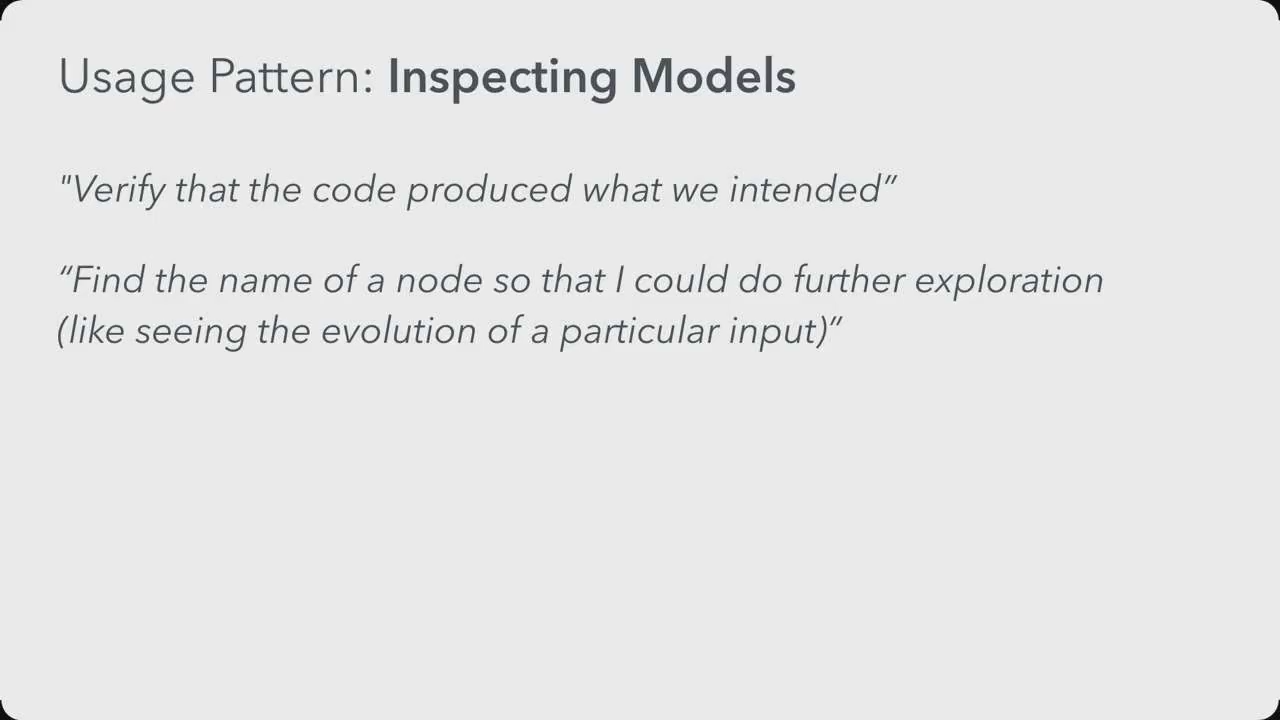 Usage Pattern: Inspecting Models
"Verify that the code produced what we intended”
“Find the name of a node so that I could do further exploration
(like seeing the evolution of a particular input)”